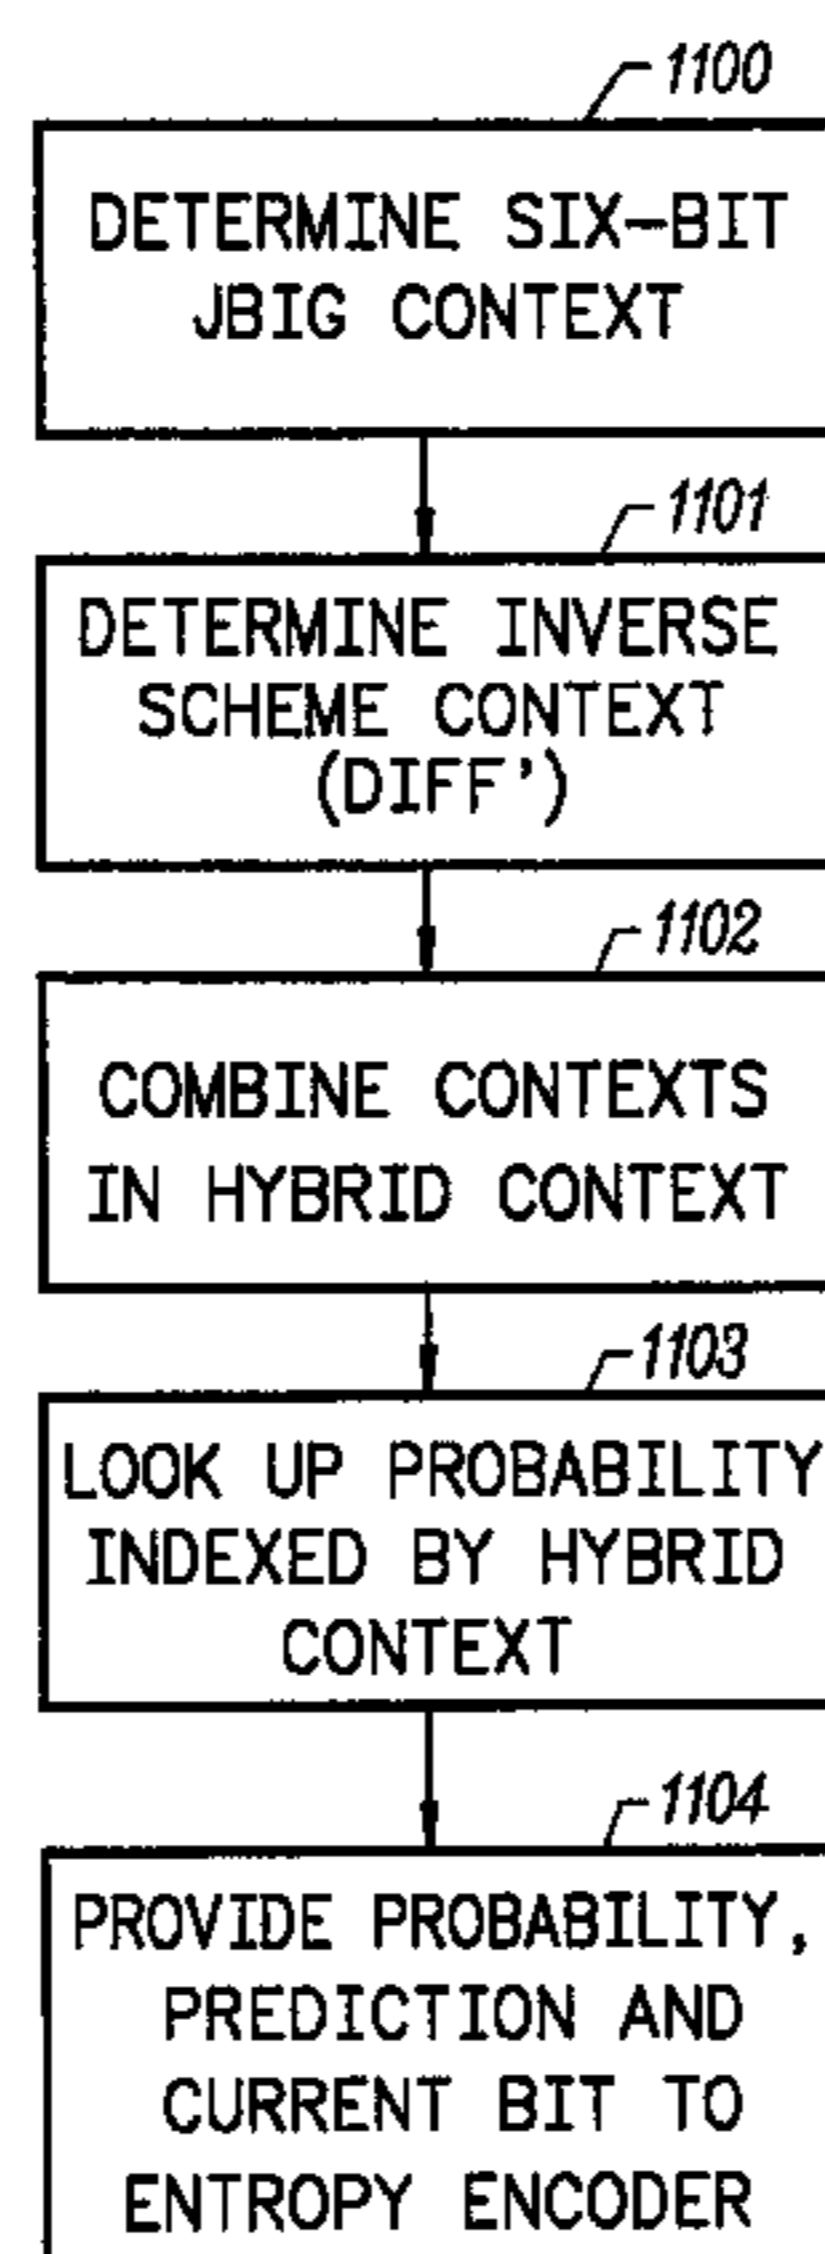 1100
DETERMINE SIX-BIT
JBIG CONTEXT
1101
DETERMINE INVERSE
SCHEME CONTEXT
(DIFF')
1102
COMBINE CONTEXTS
IN HYBRID CONTEXT
1103
LOOK UP PROBABILITY
INDEXED BY HYBRID
CONTEXT
1104
PROVIDE PROBABILITY,
PREDICTION AND
CURRENT BIT TO
ENTROPY ENCODER